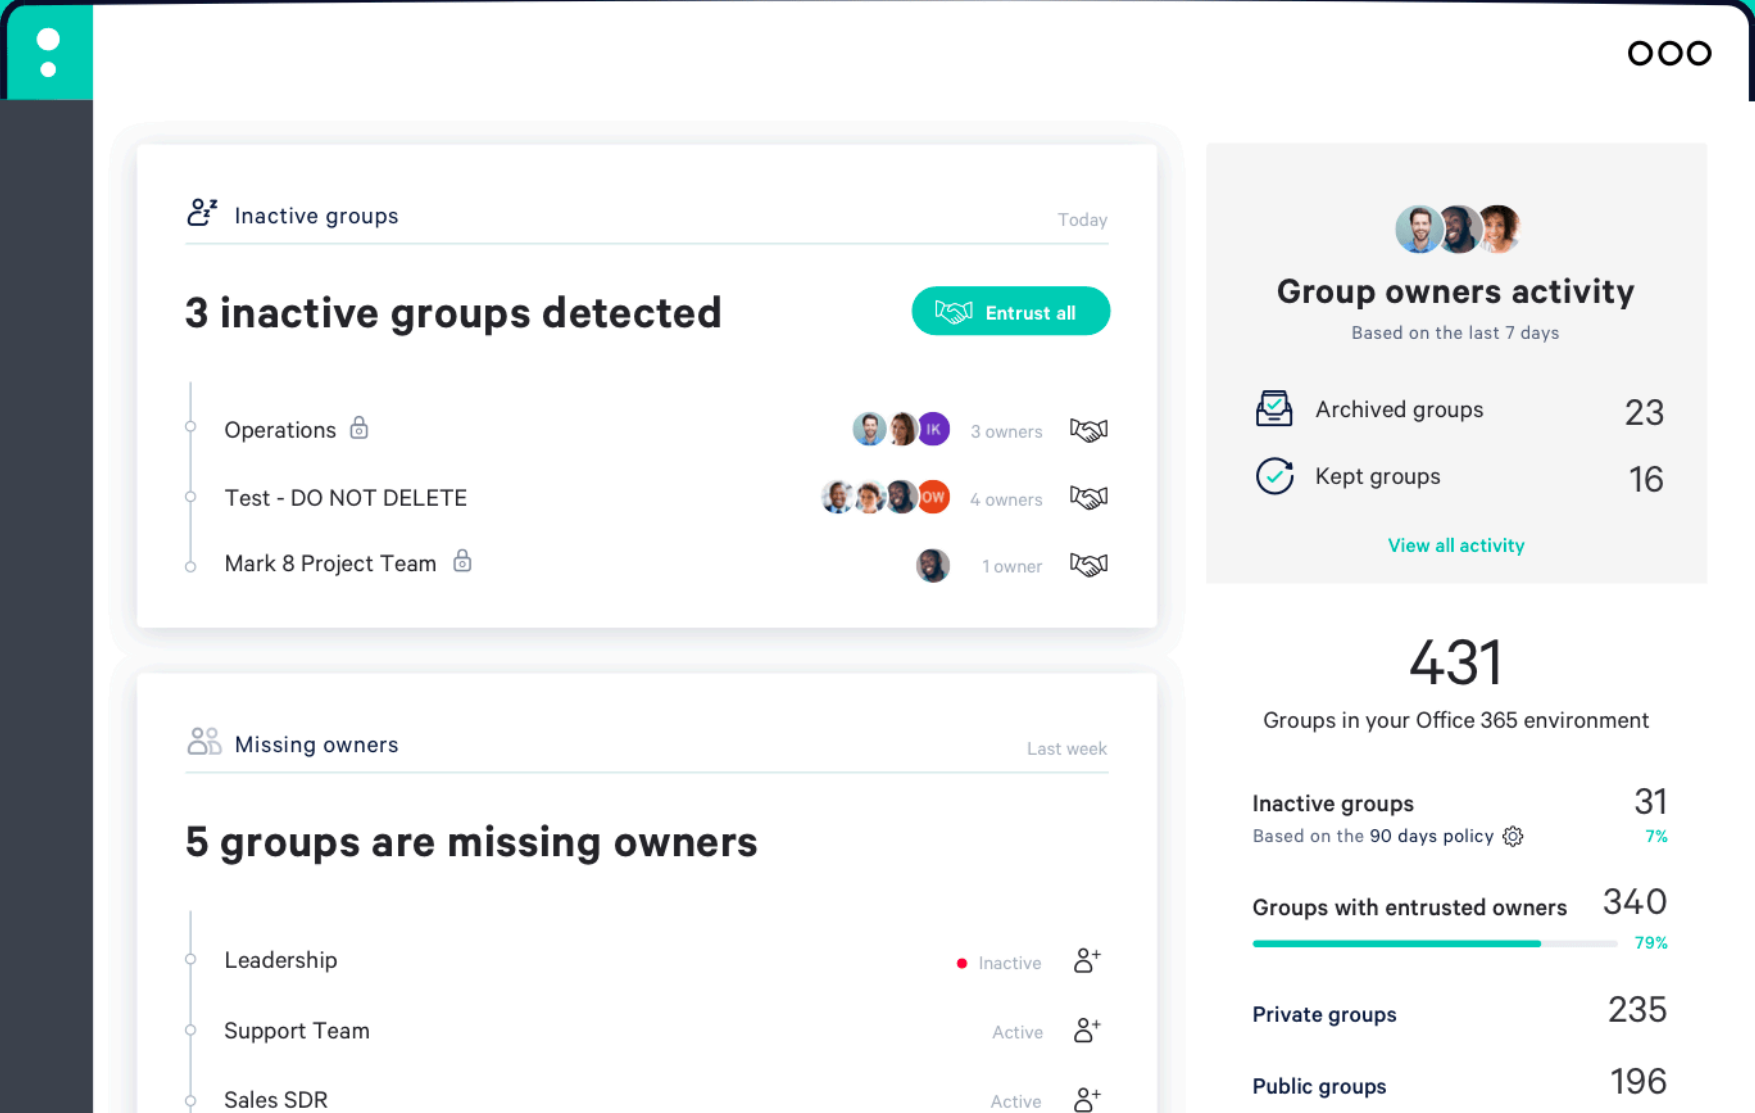 Inactive groups
Today
3 inactive groups detected
Entrust all
Operations
IK
3 owners
Test - DO NOT DELETE
OW
4 owners
Mark 8 Project Team
1 owner
Missing owners
Last week
5 groups are missing owners
Leadership
Inactive
Support Team
Active
Sales SDR
Active
Group owners activity
Based on the last 7 days
Archived groups
23
Kept groups
16
View all activity
431
Groups in your Office 365 environment
Inactive groups
31
Based on the 90 days policy
7%
Groups with entrusted owners
340
79%
Private groups
235
Public groups
196